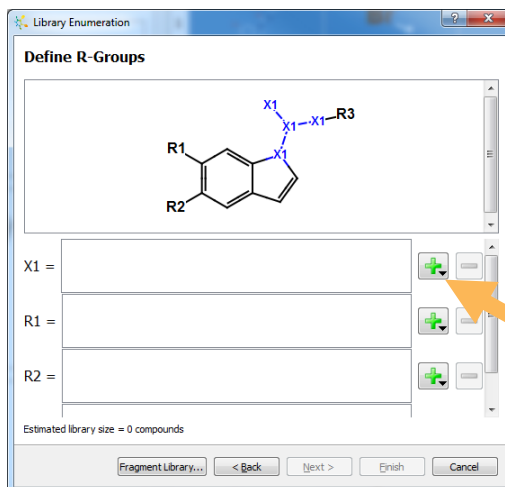 Library Enumeration
?
x
Define R-Groups
X1
X1 X1 R3
R1 X1
R2
X1 =
R1 =
R2 =
Estimated library size = 0 compounds
Fragment Library... < Back Next > Finish Cancel